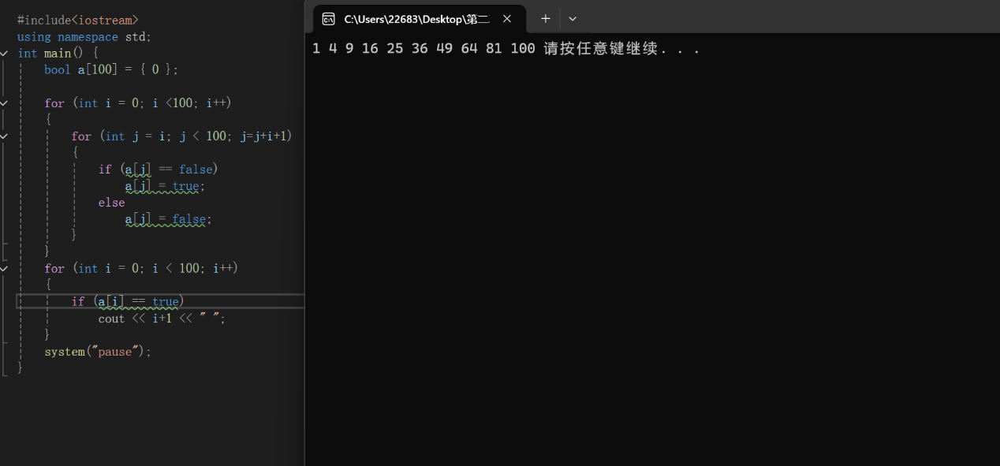 #include<iostream>
using namespace std;
int main() {
    bool a[100] = { 0 };
    for (int i = 0; i <100; i++)
    {
        for (int j = i; j < 100; j=j+i+1)
        {
            if (a[j] == false)
                a[j] = true;
            else
                a[j] = false;
        }
    }
    for (int i = 0; i < 100; i++)
    {
        if (a[i] == true)
            cout << i+1 << " ";
    }
    system("pause");
}
C:\Users\22683\Desktop\第二
1 4 9 16 25 36 49 64 81 100 请按任意键继续. . .